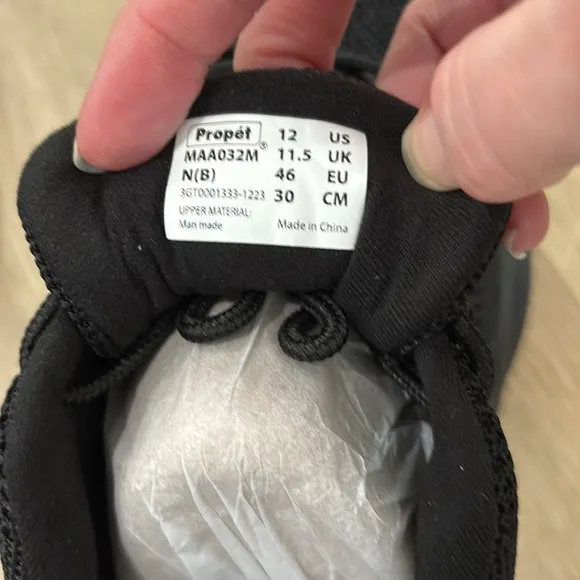 Propét® 12 US
MAA032M 11.5 UK
N(B) 46 EU
3GT0001333-1223 30 CM
UPPER MATERIAL:
Man made Made in China